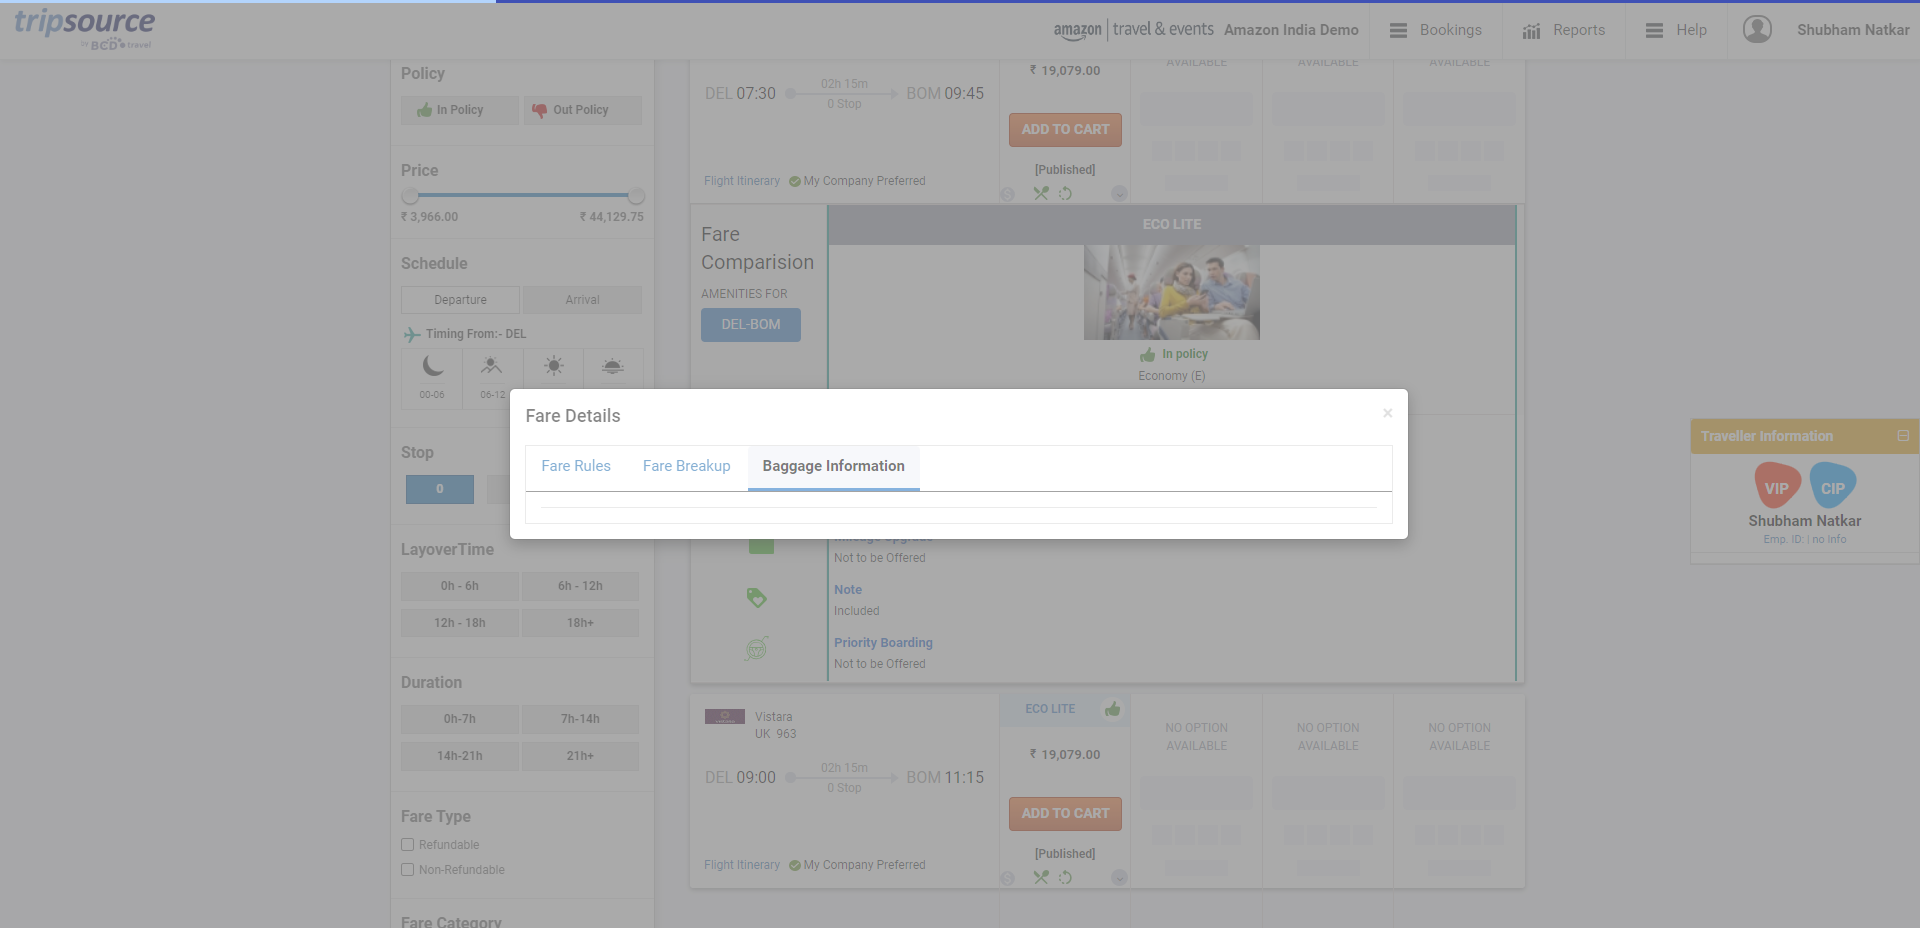 tripsource
by BCD travel
amazon travel & events Amazon India Demo
Bookings
Reports
Help
Shubham Natkar
Policy
In Policy
Out Policy
Price
₹ 3,966.00
₹ 44,129.75
Schedule
Departure
Arrival
Timing From:- DEL
00-06
06-12
Stop
0
LayoverTime
0h - 6h
6h - 12h
12h - 18h
18h+
Duration
0h-7h
7h-14h
14h-21h
21h+
Fare Type
Refundable
Non-Refundable
Fare Category
DEL 07:30
02h 15m
0 Stop
BOM 09:45
Flight Itinerary
My Company Preferred
₹ 19,079.00
ADD TO CART
[Published]
AVAILABLE
AVAILABLE
AVAILABLE
Fare
Comparision
AMENITIES FOR
DEL-BOM
ECO LITE
In policy
Economy (E)
Fare Details
×
Fare Rules
Fare Breakup
Baggage Information
Mileage Upgrade
Not to be Offered
Note
Included
Priority Boarding
Not to be Offered
Vistara
UK 963
DEL 09:00
02h 15m
0 Stop
BOM 11:15
Flight Itinerary
My Company Preferred
ECO LITE
₹ 19,079.00
ADD TO CART
[Published]
NO OPTION
AVAILABLE
NO OPTION
AVAILABLE
NO OPTION
AVAILABLE
Traveller Information
VIP
CIP
Shubham Natkar
Emp. ID: | no Info